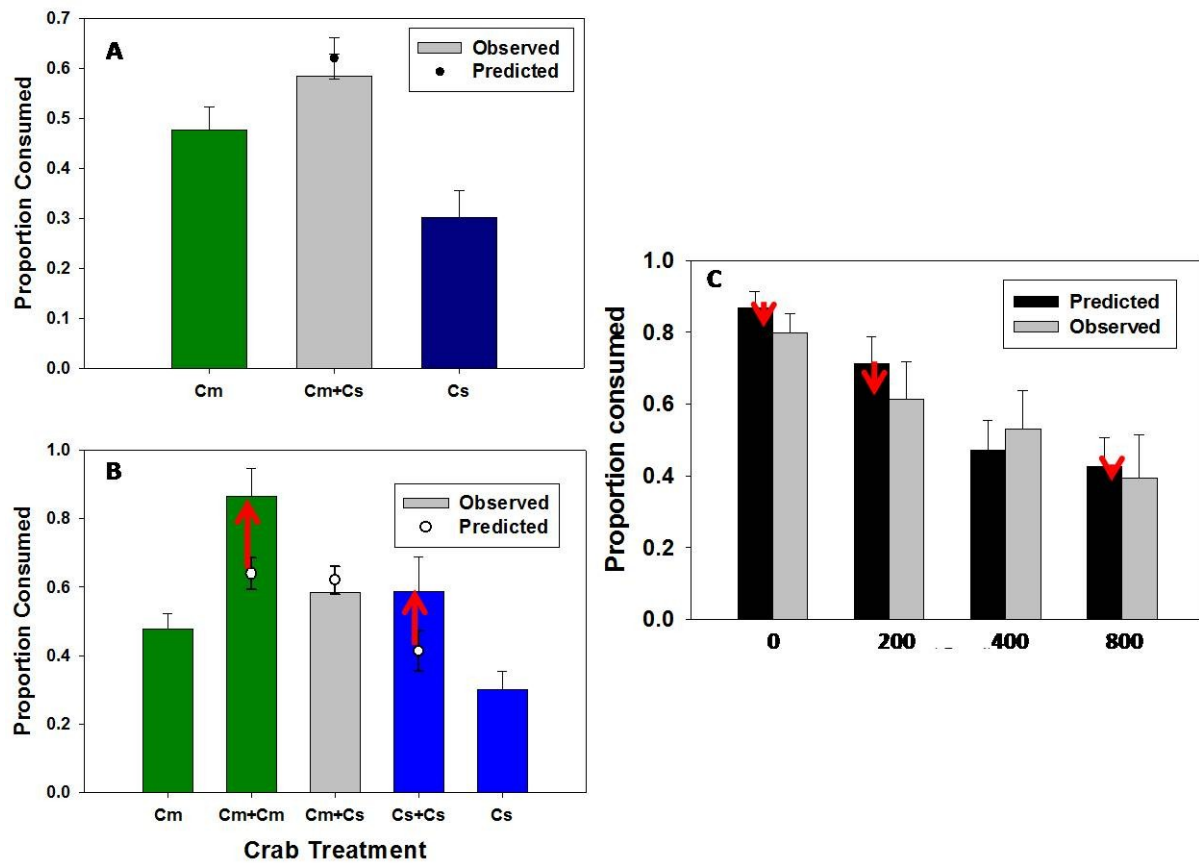 A
Observed
Predicted
Proportion Consumed
0.7
0.6
0.5
0.4
0.3
0.2
0.1
0.0
Cm Cm+Cs Cs
B
Observed
Predicted
Proportion Consumed
1.0
0.8
0.6
0.4
0.2
0.0
Cm Cm+Cm Cm+Cs Cs+Cs Cs
Crab Treatment
C
Predicted
Observed
Proportion consumed
1.0
0.8
0.6
0.4
0.2
0.0
0 200 400 800